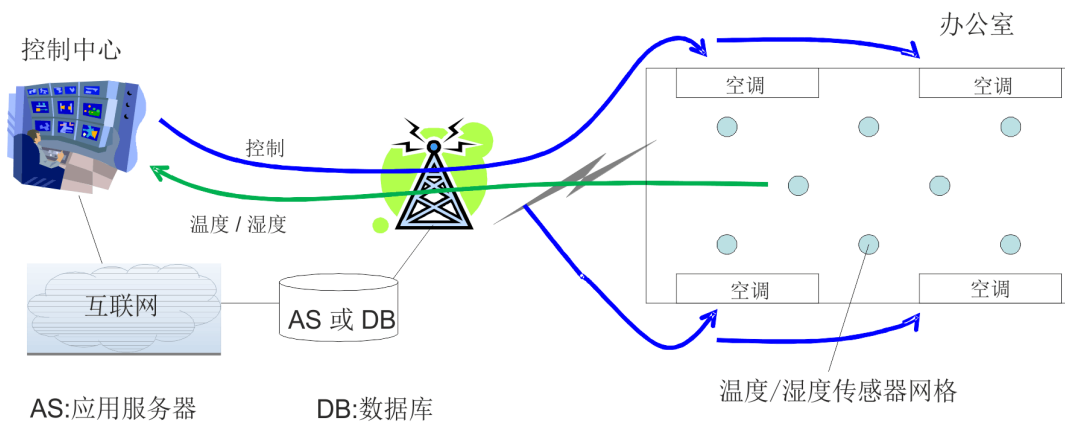 办公室
控制中心
空调
空调
控制
温度 / 湿度
空调
空调
互联网
AS 或 DB
温度/湿度传感器网格
AS:应用服务器
DB:数据库